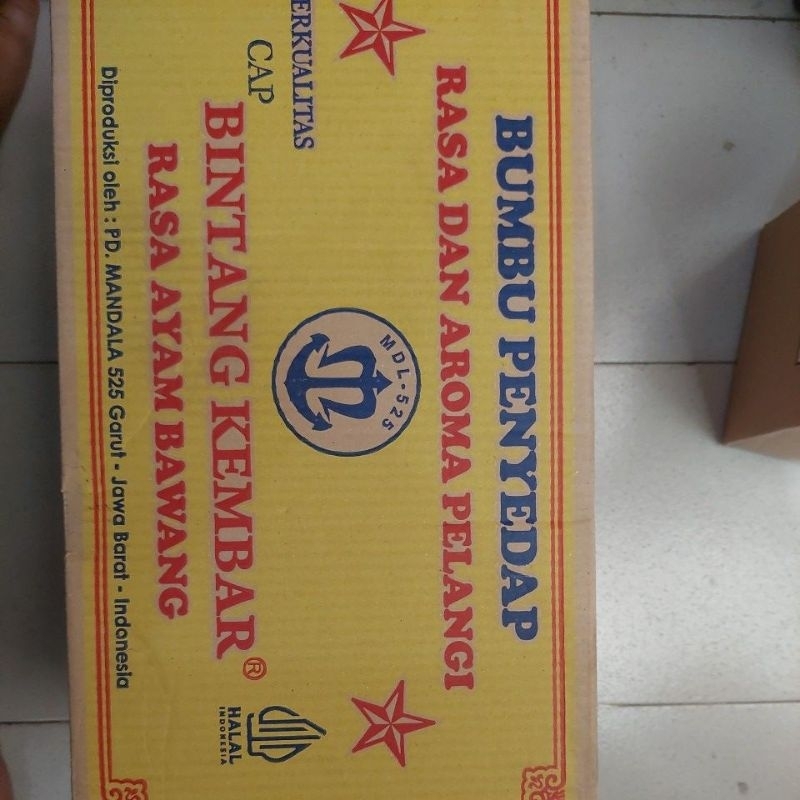 BUMBU PENYEDAP
RASA DAN AROMA PELANGI
MDL-525
ERKUALITAS
CAP
BINTANG KEMBAR®
RASA AYAM BAWANG
HALAL
INDONESIA
Diproduksi oleh : PD. MANDALA 525 Garut - Jawa Barat - Indonesia